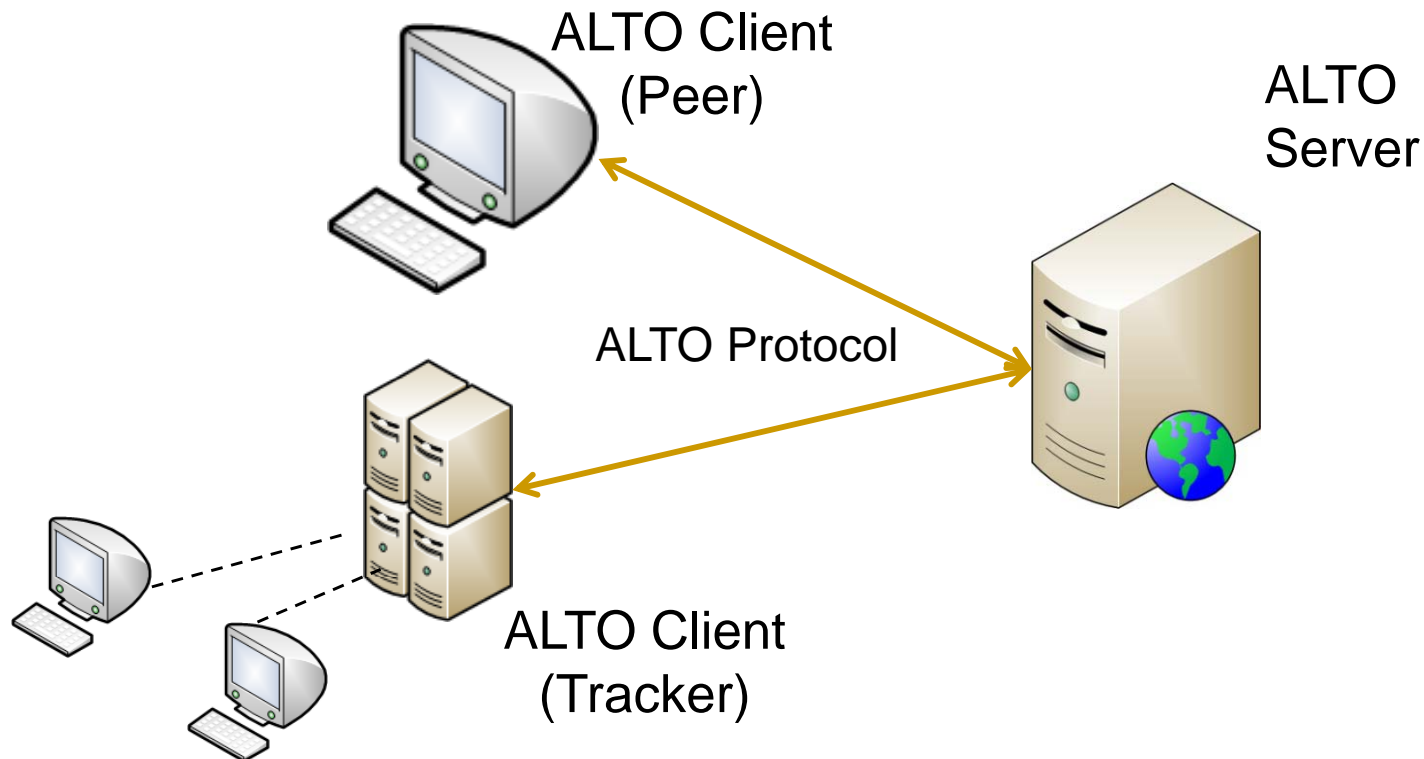 ALTO Client
(Peer)
ALTO
Server
ALTO Protocol
ALTO Client
(Tracker)